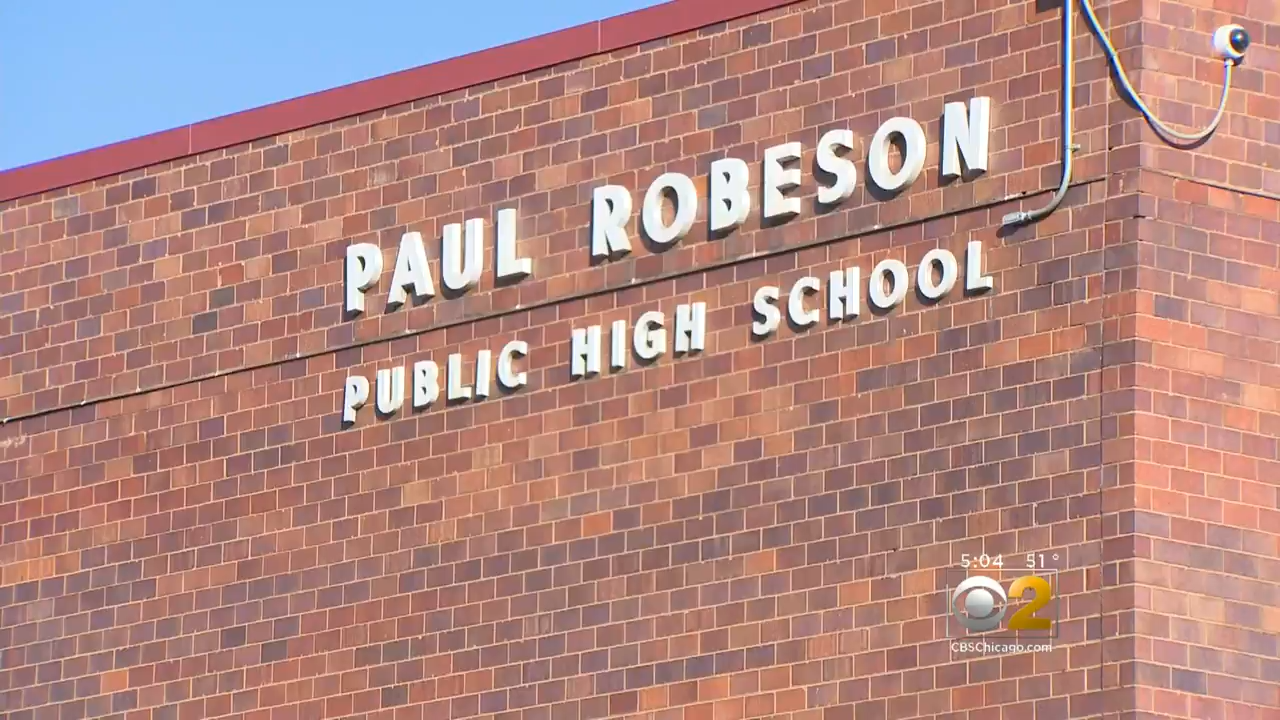 PAUL ROBESON
PUBLIC HIGH SCHOOL
5:04 51°
2
CBSChicago.com